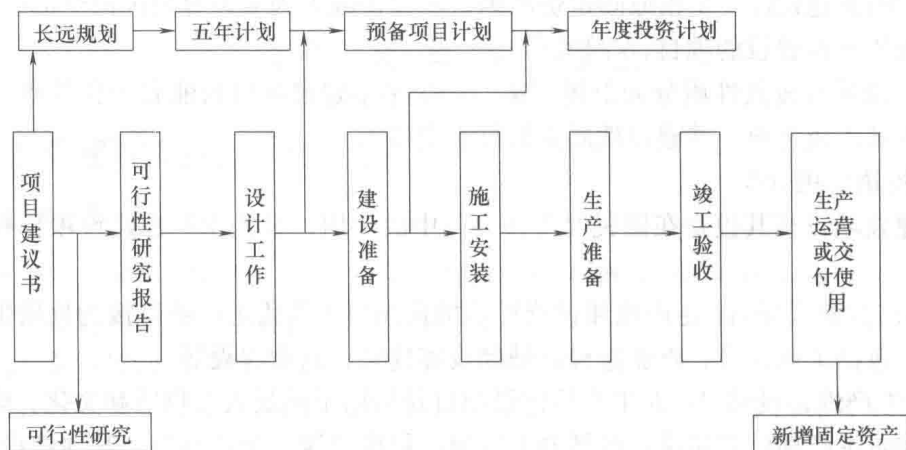 长远规划
五年计划
预备项目计划
年度投资计划
项目建议书
可行性研究报告
设计工作
建设准备
施工安装
生产准备
竣工验收
生产运营或交付使用
可行性研究
新增固定资产